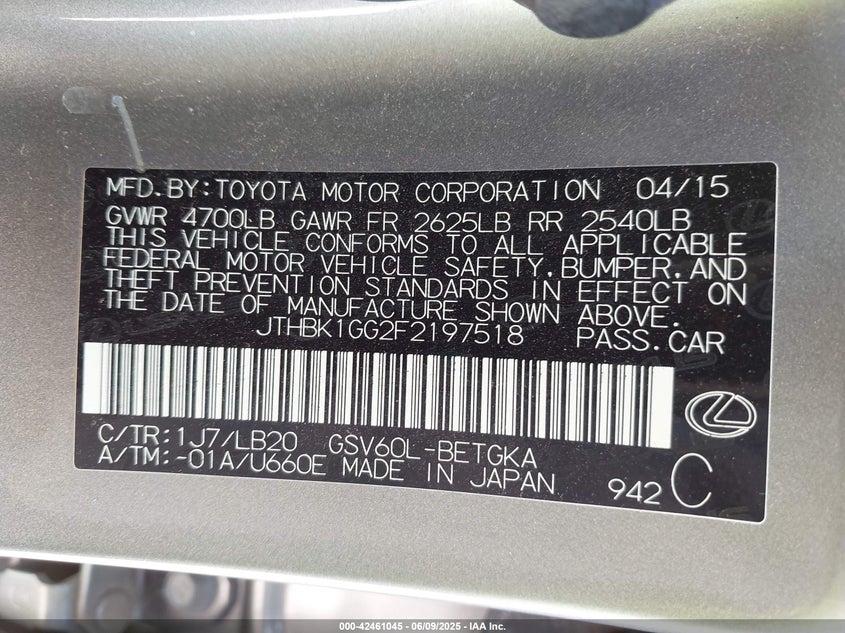 MFD.BY:TOYOTA MOTOR CORPORATION 04/15
GVWR 4700LB GAWR FR 2625LB RR 2540LB
THIS VEHICLE CONFORMS TO ALL APPLICABLE
FEDERAL MOTOR VEHICLE SAFETY,BUMPER,AND
THEFT PREVENTION STANDARDS IN EFFECT ON
THE DATE OF MANUFACTURE SHOWN ABOVE.
JTHBK1GG2F2197518 PASS.CAR
C/TR:1J7/LB20 GSV60L-BETGKA
A/TM:-01A/U660E MADE IN JAPAN
942 C
000-42461045 - 06/09/2025 - IAA Inc.